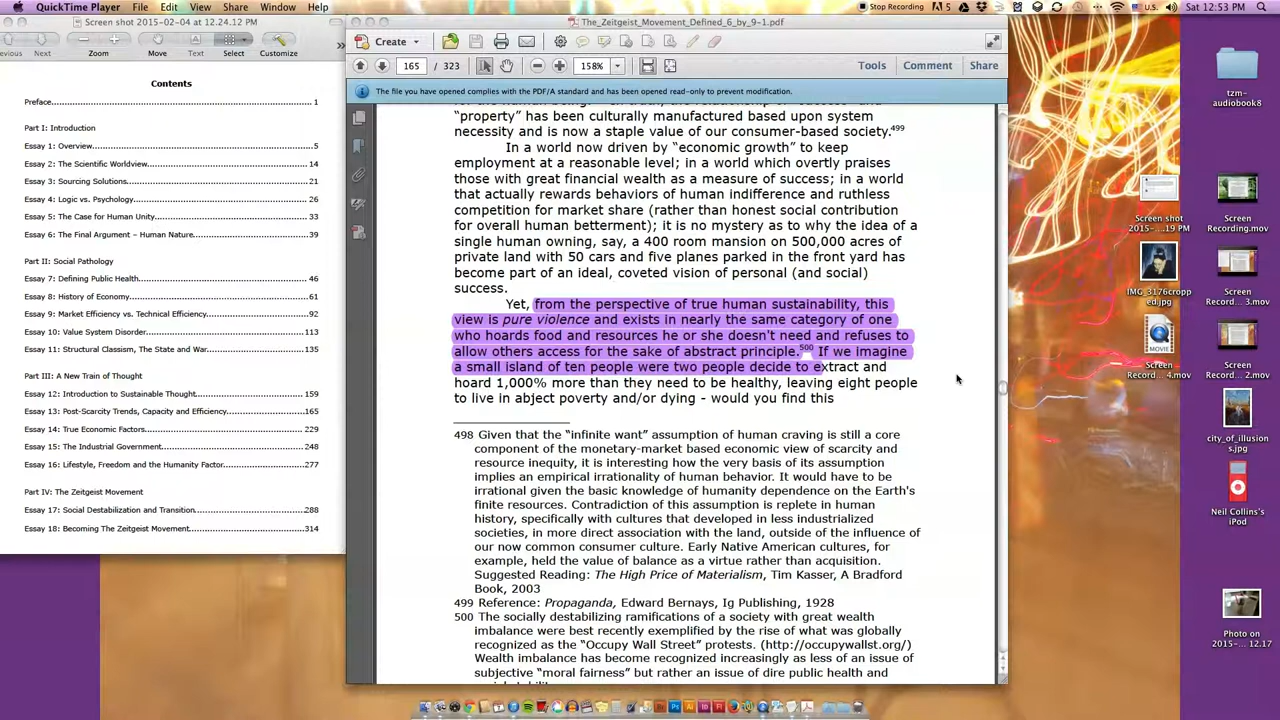 QuickTime Player File Edit View Share Window Help
Stop Recording
5
U.S.
Sat 12:53 PM
Screen shot 2015-02-04 at 12.24.12 PM
evious Next Zoom Move Text Select Customize
Contents
Preface 1
Part I: Introduction
Essay 1: Overview 5
Essay 2: The Scientific Worldview 14
Essay 3: Sourcing Solutions 21
Essay 4: Logic vs. Psychology 26
Essay 5: The Case for Human Unity 33
Essay 6: The Final Argument – Human Nature 39
Part II: Social Pathology
Essay 7: Defining Public Health 46
Essay 8: History of Economy 61
Essay 9: Market Efficiency vs. Technical Efficiency 92
Essay 10: Value System Disorder 113
Essay 11: Structural Classism, The State and War 135
Part III: A New Train of Thought
Essay 12: Introduction to Sustainable Thought 159
Essay 13: Post-Scarcity Trends, Capacity and Efficiency 165
Essay 14: True Economic Factors 229
Essay 15: The Industrial Government 248
Essay 16: Lifestyle, Freedom and the Humanity Factor 277
Part IV: The Zeitgeist Movement
Essay 17: Social Destabilization and Transition 288
Essay 18: Becoming The Zeitgeist Movement 314
The_Zeitgeist_Movement_Defined_6_by_9-1.pdf
Create
165 / 323 158% Tools Comment Share
The file you have opened complies with the PDF/A standard and has been opened read-only to prevent modification.
"property" has been culturally manufactured based upon system
necessity and is now a staple value of our consumer-based society.499
In a world now driven by "economic growth" to keep
employment at a reasonable level; in a world which overtly praises
those with great financial wealth as a measure of success; in a world
that actually rewards behaviors of human indifference and ruthless
competition for market share (rather than honest social contribution
for overall human betterment); it is no mystery as to why the idea of a
single human owning, say, a 400 room mansion on 500,000 acres of
private land with 50 cars and five planes parked in the front yard has
become part of an ideal, coveted vision of personal (and social)
success.
Yet, from the perspective of true human sustainability, this
view is pure violence and exists in nearly the same category of one
who hoards food and resources he or she doesn't need and refuses to
allow others access for the sake of abstract principle.500 If we imagine
a small island of ten people were two people decide to extract and
hoard 1,000% more than they need to be healthy, leaving eight people
to live in abject poverty and/or dying - would you find this
498 Given that the "infinite want" assumption of human craving is still a core
component of the monetary-market based economic view of scarcity and
resource inequity, it is interesting how the very basis of its assumption
implies an empirical irrationality of human behavior. It would have to be
irrational given the basic knowledge of humanity dependence on the Earth's
finite resources. Contradiction of this assumption is replete in human
history, specifically with cultures that developed in less industrialized
societies, in more direct association with the land, outside of the influence of
our now common consumer culture. Early Native American cultures, for
example, held the value of balance as a virtue rather than acquisition.
Suggested Reading: The High Price of Materialism, Tim Kasser, A Bradford
Book, 2003
499 Reference: Propaganda, Edward Bernays, Ig Publishing, 1928
500 The socially destabilizing ramifications of a society with great wealth
imbalance were best recently exemplified by the rise of what was globally
recognized as the "Occupy Wall Street" protests. (http://occupywallst.org/)
Wealth imbalance has become recognized increasingly as less of an issue of
subjective "moral fairness" but rather an issue of dire public health and
tzm-
audiobook8
Screen shot
2015-...19 PM
Screen
Recording.mov
IMG_3176cropp
ed.jpg
Screen
Record...3.mov
MOVIE
Screen
Record...4.mov
Screen
Record...2.mov
city_of_illusion
s.jpg
Neil Collins's
iPod
Photo on
2015-...12.17